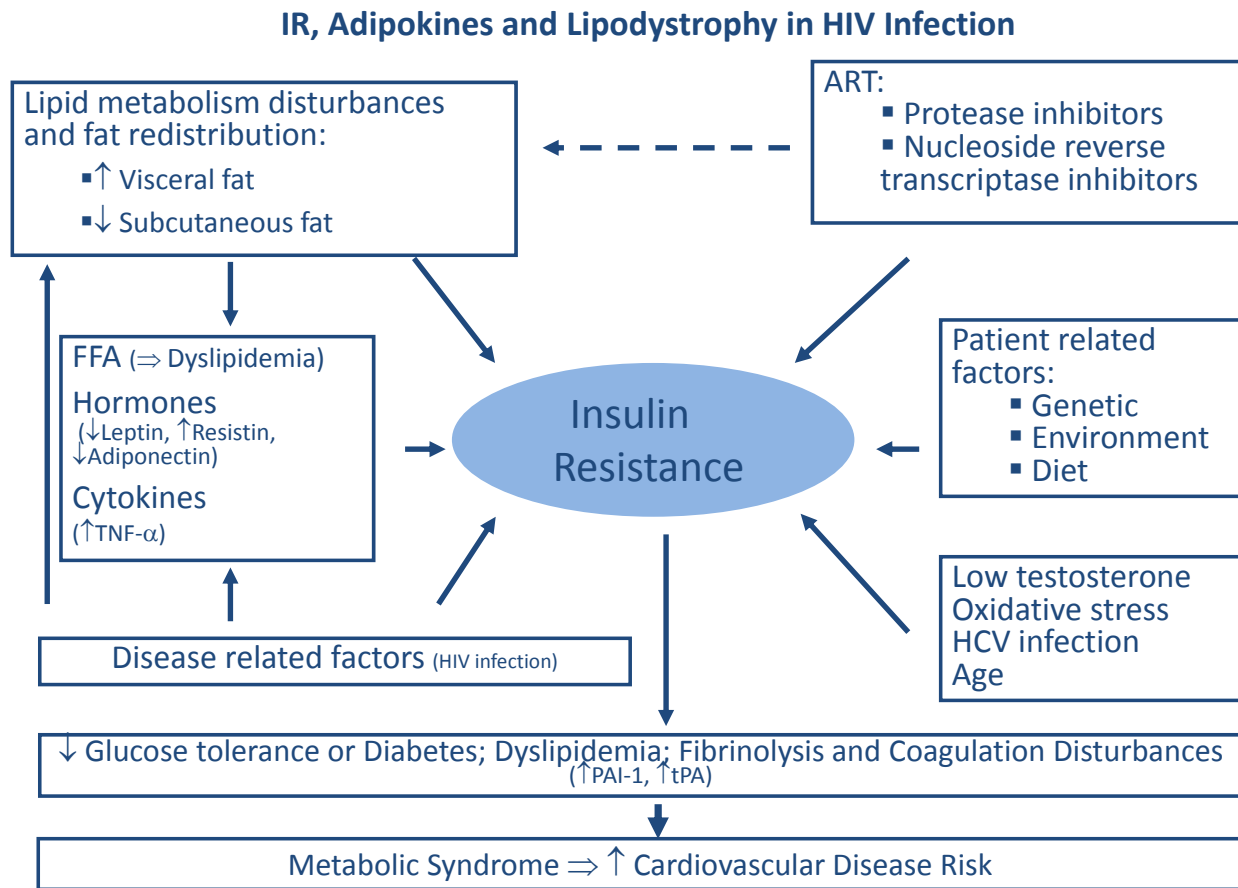 IR, Adipokines and Lipodystrophy in HIV Infection
Lipid metabolism disturbances
and fat redistribution:
▪↑ Visceral fat
▪↓ Subcutaneous fat
ART:
▪ Protease inhibitors
▪ Nucleoside reverse
transcriptase inhibitors
FFA (⇒ Dyslipidemia)
Hormones
(↓Leptin, ↑Resistin,
↓Adiponectin)
Cytokines
(↑TNF-α)
Insulin
Resistance
Patient related
factors:
▪ Genetic
▪ Environment
▪ Diet
Low testosterone
Oxidative stress
HCV infection
Age
Disease related factors (HIV infection)
↓ Glucose tolerance or Diabetes; Dyslipidemia; Fibrinolysis and Coagulation Disturbances
(↑PAI-1, ↑tPA)
Metabolic Syndrome ⇒ ↑ Cardiovascular Disease Risk